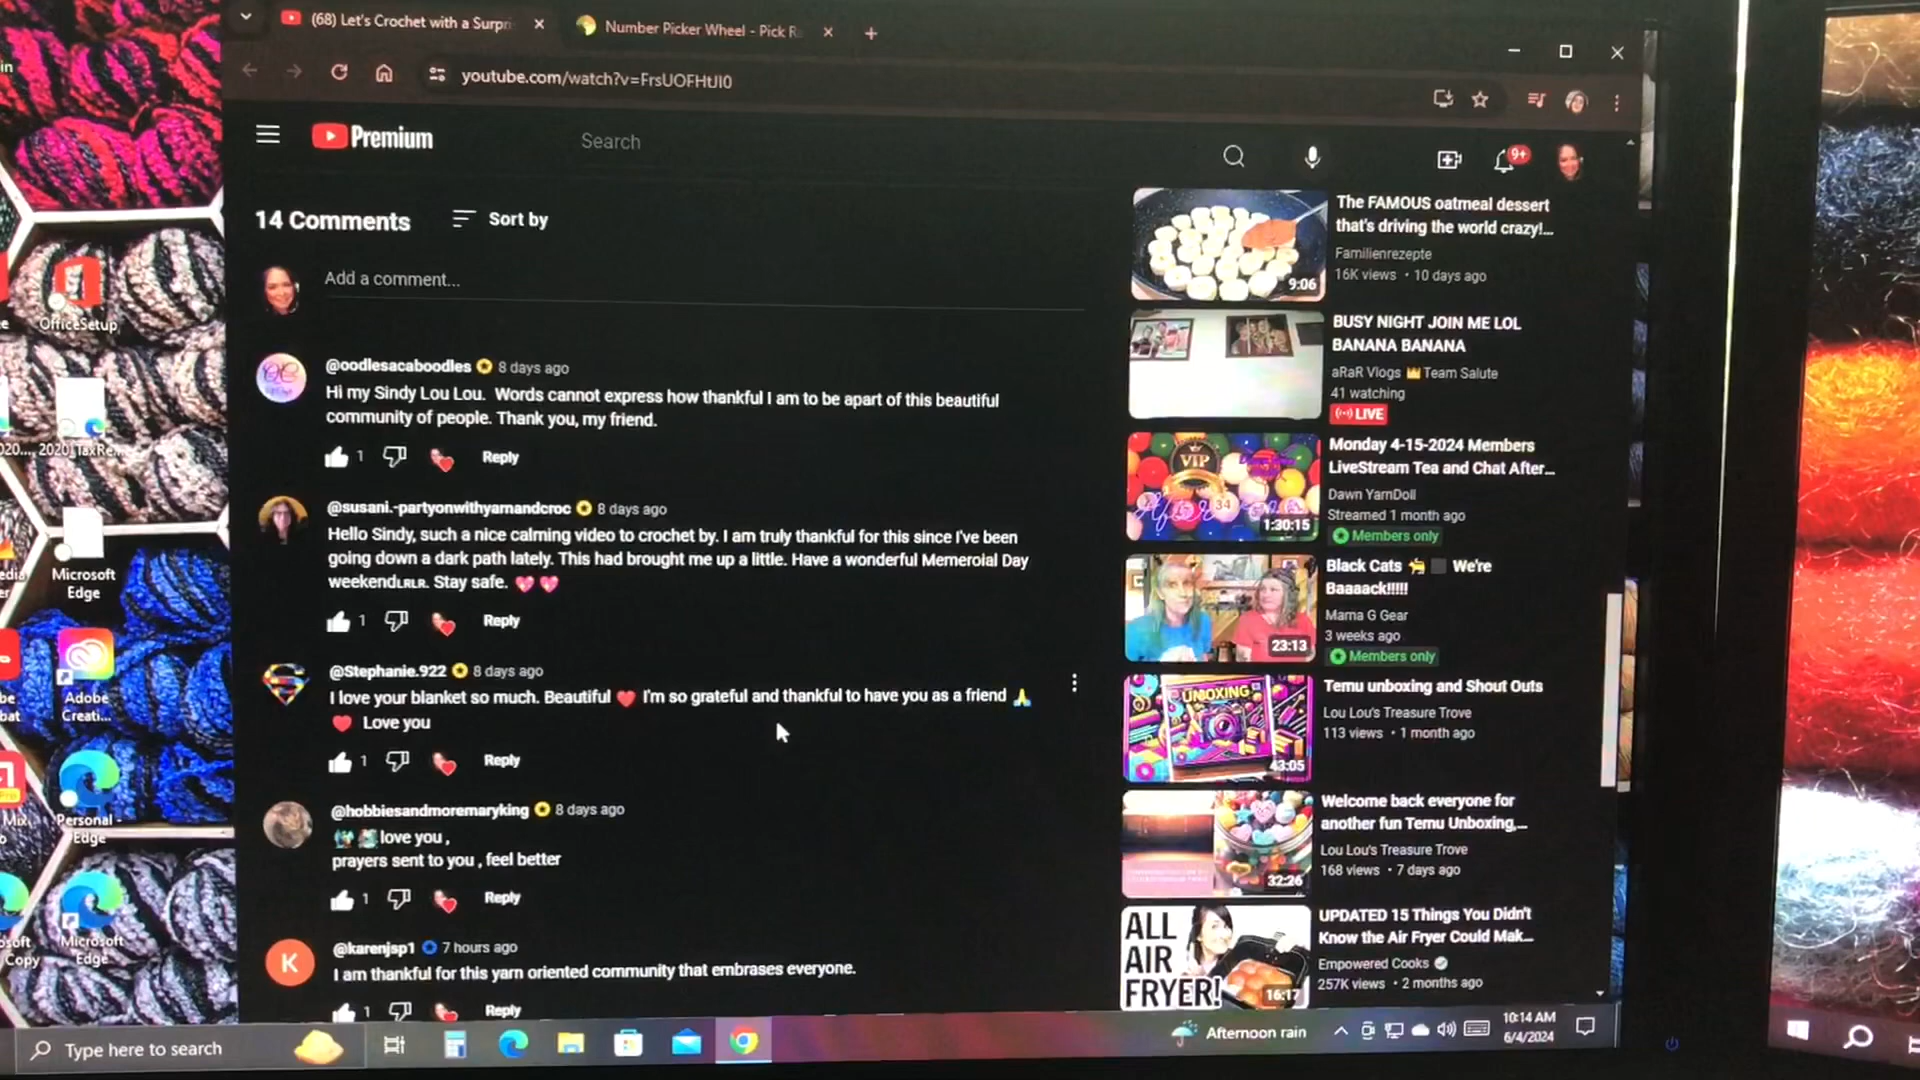 (68) Let's Crochet with a Surpri
Number Picker Wheel - Pick R
youtube.com/watch?v=FrsUOFHtJI0
Premium
Search
9+
14 Comments
Sort by
Add a comment...
@oodlesacaboodles 8 days ago
Hi my Sindy Lou Lou. Words cannot express how thankful I am to be apart of this beautiful
community of people. Thank you, my friend.
1 Reply
@susani.-partyonwithyarnandcroc 8 days ago
Hello Sindy, such a nice calming video to crochet by. I am truly thankful for this since I've been
going down a dark path lately. This had brought me up a little. Have a wonderful Memeroial Day
weekendʟʀʟʀ. Stay safe. 💖 💖
1 Reply
@Stephanie.922 8 days ago
I love your blanket so much. Beautiful ❤️ I'm so grateful and thankful to have you as a friend 🙏
❤️ Love you
1 Reply
@hobbiesandmoremaryking 8 days ago
love you ,
prayers sent to you , feel better
1 Reply
K
@karenjsp1 7 hours ago
I am thankful for this yarn oriented community that embrases everyone.
1 Reply
The FAMOUS oatmeal dessert
that's driving the world crazy!...
Familienrezepte
16K views • 10 days ago
9:06
BUSY NIGHT JOIN ME LOL
BANANA BANANA
aRaR Vlogs 👑 Team Salute
41 watching
LIVE
VIP
34
1:30:15
Monday 4-15-2024 Members
LiveStream Tea and Chat After...
Dawn YarnDoll
Streamed 1 month ago
Members only
Black Cats 🐈 We're
Baaaack!!!!!
Mama G Gear
3 weeks ago
Members only
23:13
UNBOXING
43:05
Temu unboxing and Shout Outs
Lou Lou's Treasure Trove
113 views • 1 month ago
Welcome back everyone for
another fun Temu Unboxing,...
Lou Lou's Treasure Trove
168 views • 7 days ago
32:26
ALL
AIR
FRYER!
16:17
UPDATED 15 Things You Didn't
Know the Air Fryer Could Mak...
Empowered Cooks
257K views • 2 months ago
in
OfficeSetup
020... 2020TaxRe...
Microsoft
Edge
Adobe
Creati...
Personal -
Edge
Microsoft
Edge
Copy
Type here to search
Afternoon rain
10:14 AM
6/4/2024